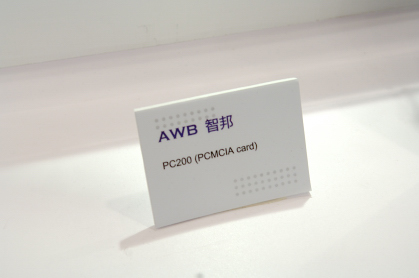 AWB 智邦
PC200 (PCMCIA card)